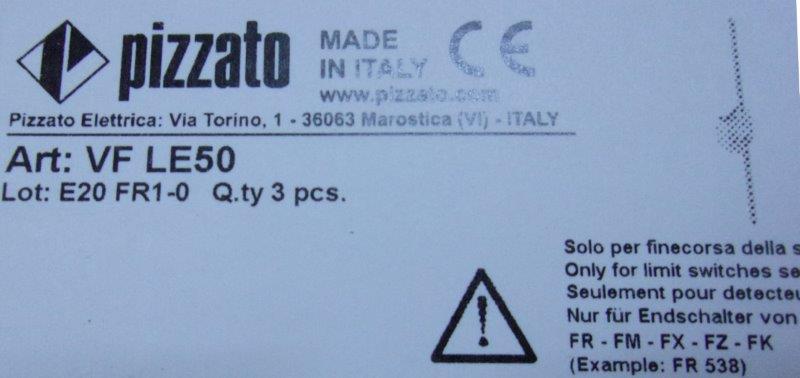 pizzato
MADE
IN ITALY
CE
www.pizzato.com
Pizzato Elettrica: Via Torino, 1 - 36063 Marostica (VI) - ITALY
Art: VF LE50
Lot: E20 FR1-0 Q.ty 3 pcs.
Solo per finecorsa della s
Only for limit switches se
Seulement pour detecteu
Nur für Endschalter von
FR - FM - FX - FZ - FK
(Example: FR 538)